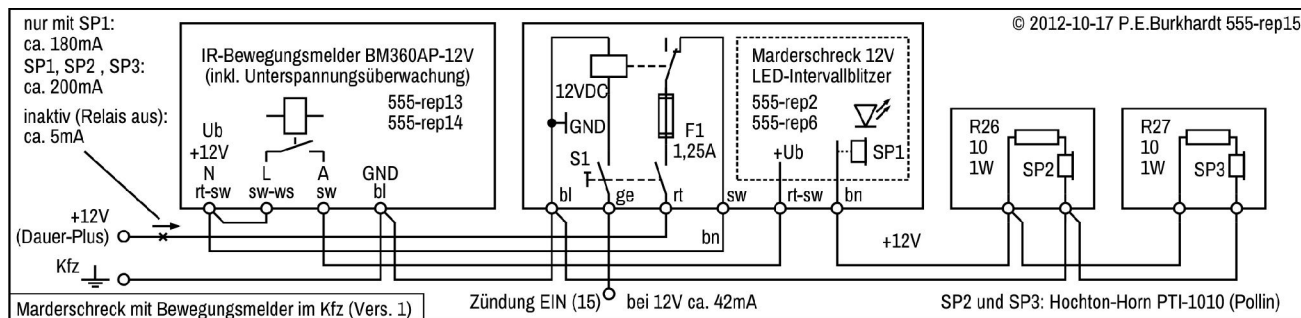 nur mit SP1:
ca. 180mA
SP1, SP2 , SP3:
ca. 200mA
inaktiv (Relais aus):
ca. 5mA
+12V
(Dauer-Plus)
Kfz
IR-Bewegungsmelder BM360AP-12V
(inkl. Unterspannungsüberwachung)
555-rep13
555-rep14
Ub
+12V
N L A GND
rt-sw sw-ws sw bl
12VDC
GND
F1
1,25A
S1
bl ge rt sw rt-sw bn
Marderschreck 12V
LED-Intervallblitzer
555-rep2
555-rep6
+Ub
SP1
© 2012-10-17 P.E.Burkhardt 555-rep15
R26
10
1W
SP2
R27
10
1W
SP3
bn
+12V
Marderschreck mit Bewegungsmelder im Kfz (Vers. 1)
Zündung EIN (15)
bei 12V ca. 42mA
SP2 und SP3: Hochton-Horn PTI-1010 (Pollin)